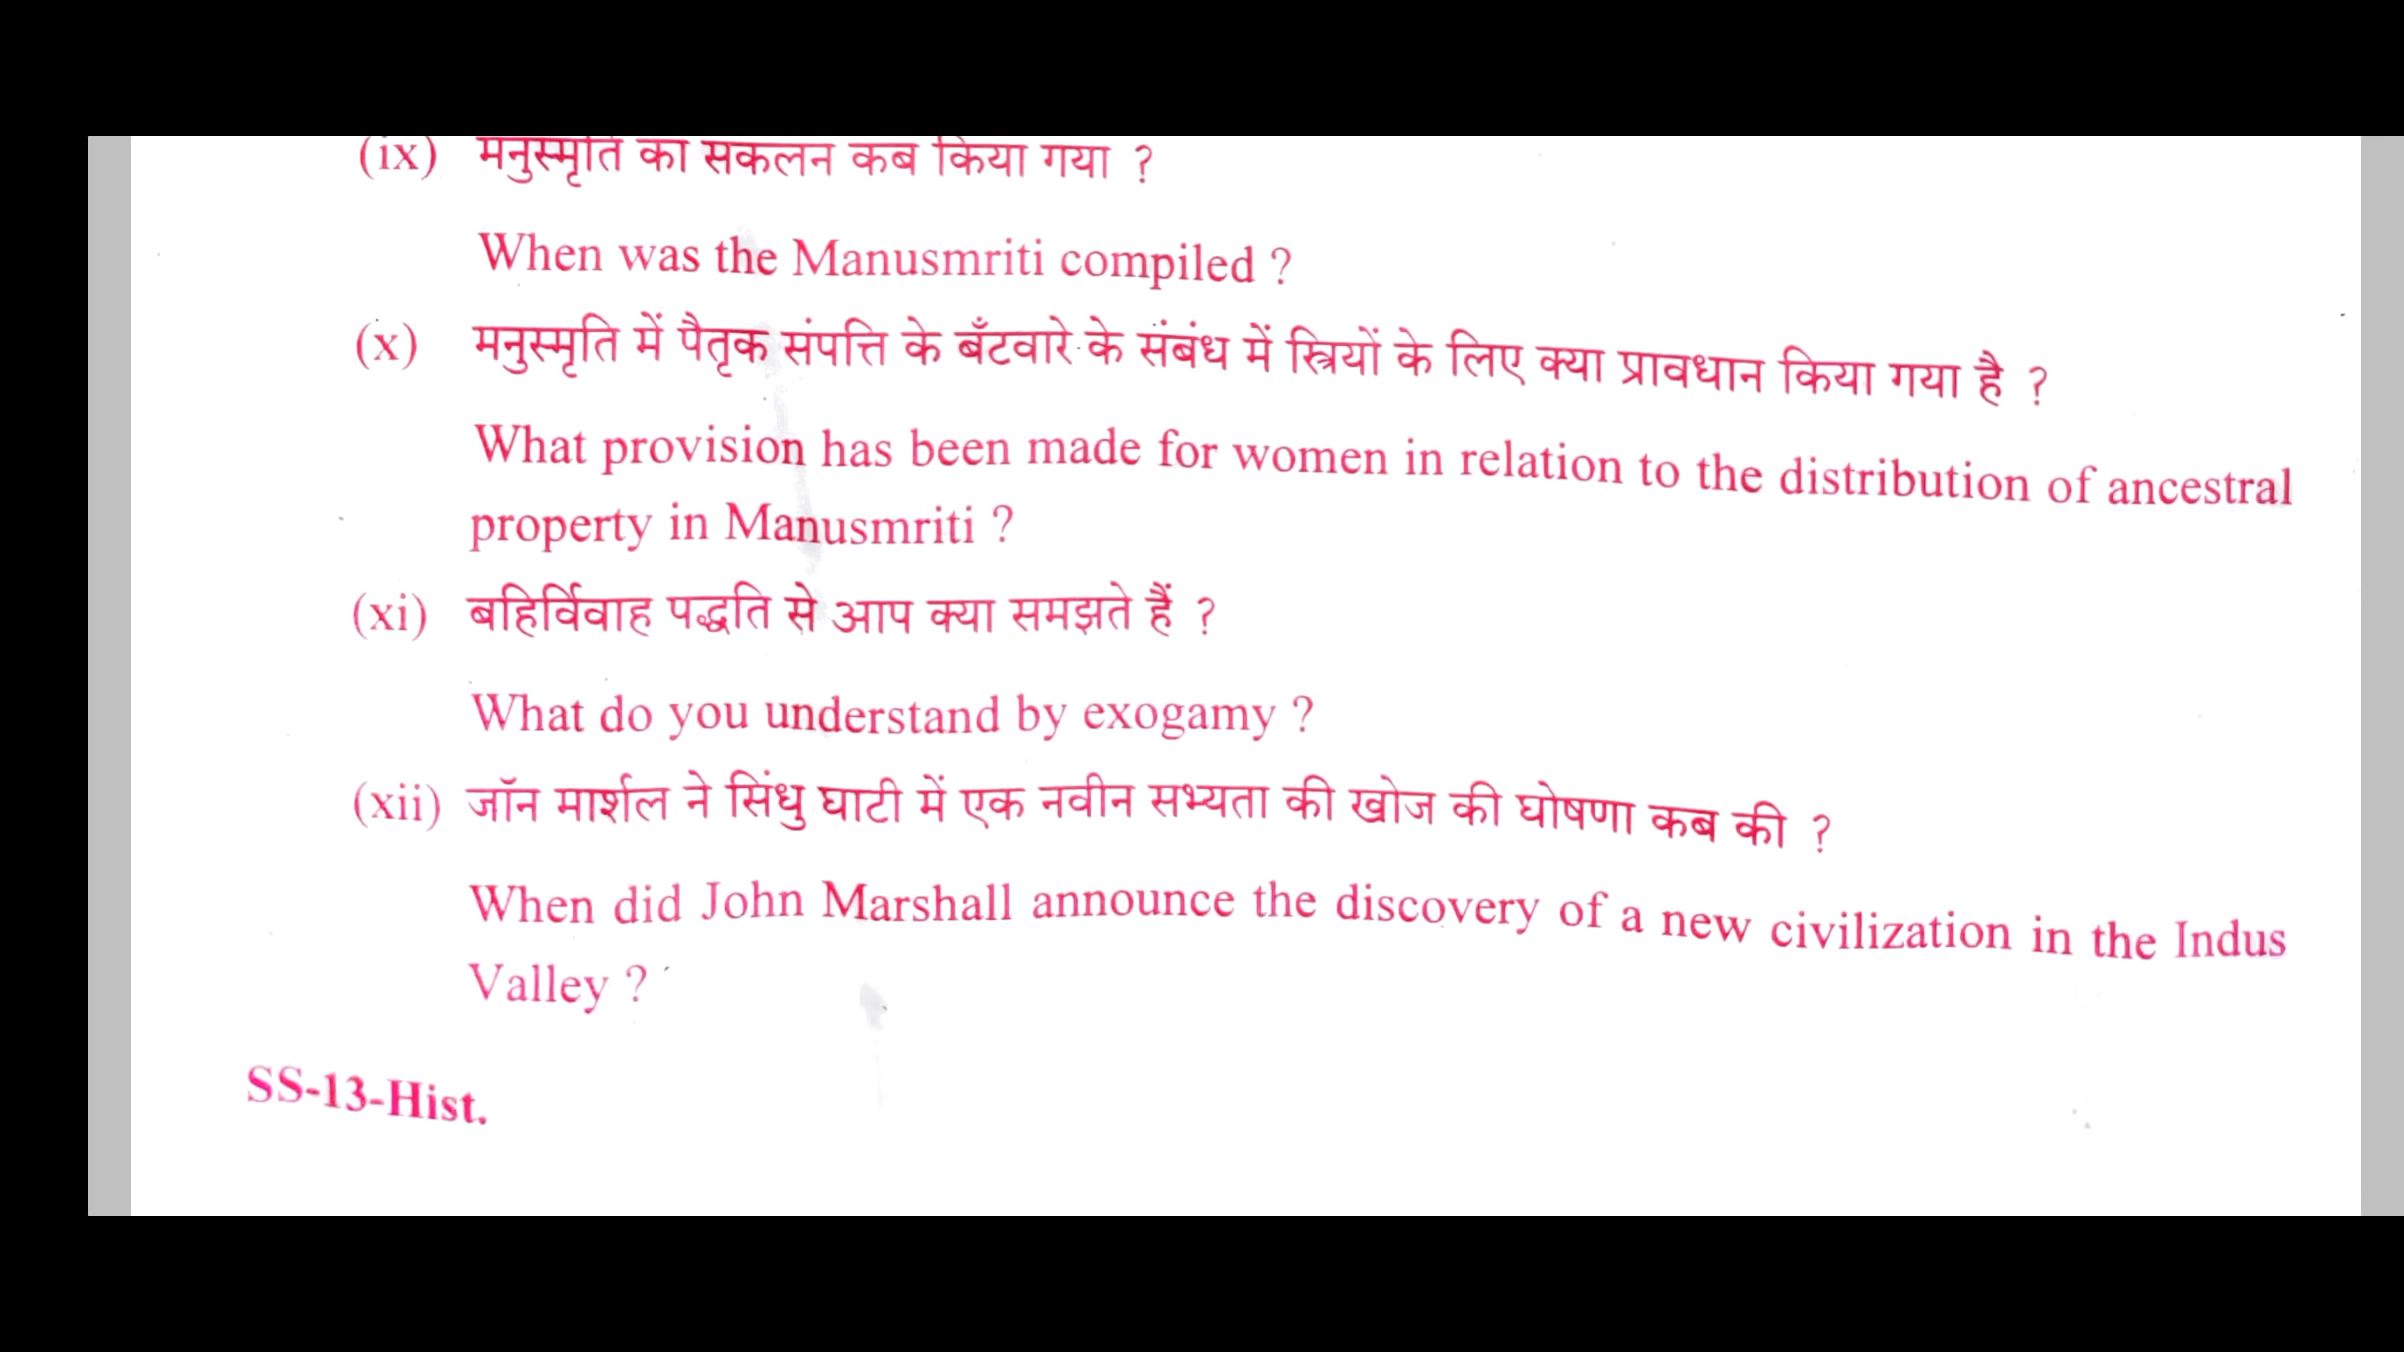 (ix) मनुस्मृति का संकलन कब किया गया ?
When was the Manusmriti compiled ?
(x) मनुस्मृति में पैतृक संपत्ति के बँटवारे के संबंध में स्त्रियों के लिए क्या प्रावधान किया गया है ?
What provision has been made for women in relation to the distribution of ancestral
property in Manusmriti ?
(xi) बहिर्विवाह पद्धति से आप क्या समझते हैं ?
What do you understand by exogamy ?
(xii) जॉन मार्शल ने सिंधु घाटी में एक नवीन सभ्यता की खोज की घोषणा कब की ?
When did John Marshall announce the discovery of a new civilization in the Indus
Valley ?
SS-13-Hist.